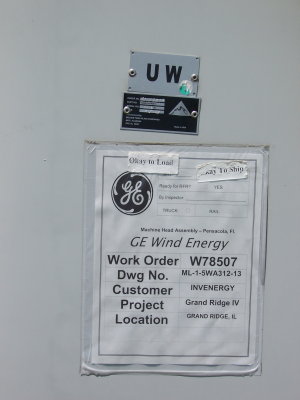 UW
Okay to Load
Okay To Ship
GE
Ready for RFR? YES
By Inspector
TRUCK RAIL
Machine Head Assembly – Pensacola, Fl.
GE Wind Energy
Work Order W78507
Dwg No. ML-1-5WA312-13
Customer INVENERGY
Project Grand Ridge IV
Location GRAND RIDGE, IL